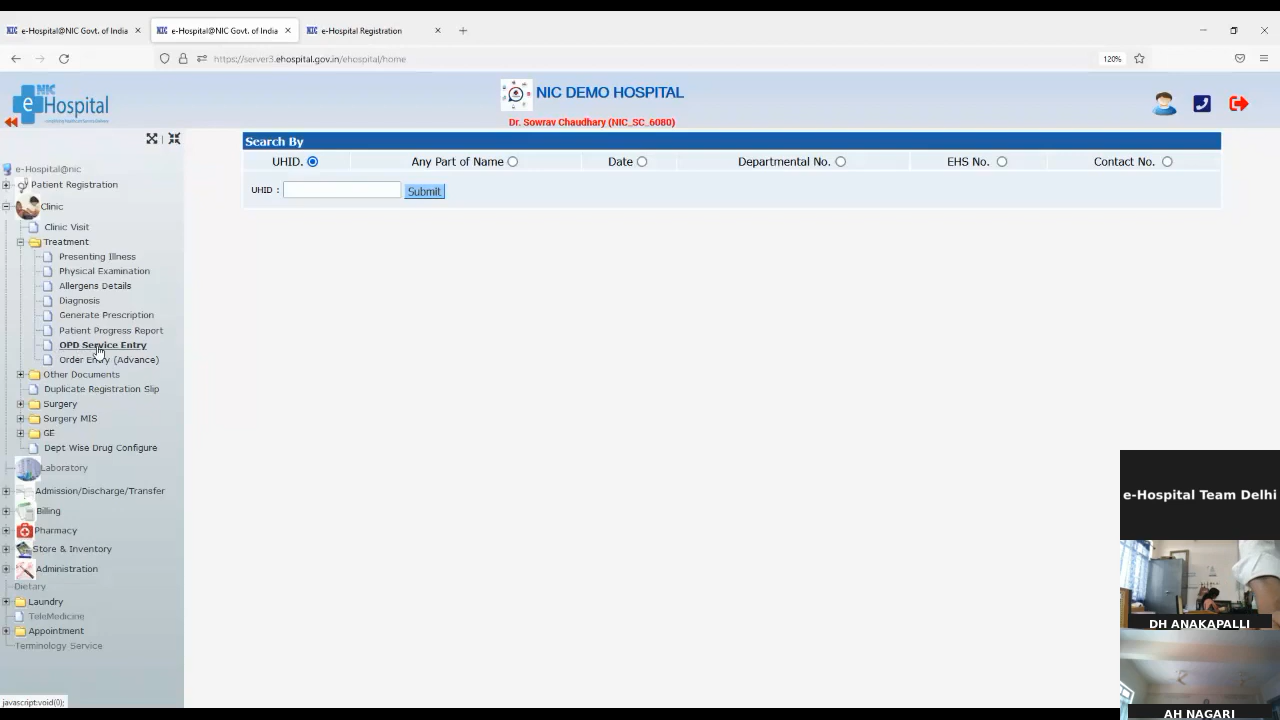 NIC e-Hospital@NIC Govt. of India
NIC e-Hospital@NIC Govt. of India
NIC e-Hospital Registration
https://server3.ehospital.gov.in/ehospital/home
120%
NIC
eHospital
NIC DEMO HOSPITAL
Dr. Sowrav Chaudhary (NIC_SC_6080)
e-Hospital@nic
Patient Registration
Clinic
Clinic Visit
Treatment
Presenting Illness
Physical Examination
Allergens Details
Diagnosis
Generate Prescription
Patient Progress Report
OPD Service Entry
Order Entry (Advance)
Other Documents
Duplicate Registration Slip
Surgery
Surgery MIS
GE
Dept Wise Drug Configure
Laboratory
Admission/Discharge/Transfer
Billing
Pharmacy
Store & Inventory
Administration
Dietary
Laundry
TeleMedicine
Appointment
Terminology Service
javascript:void(0);
Search By
UHID. Any Part of Name Date Departmental No. EHS No. Contact No.
UHID : Submit
e-Hospital Team Delhi
DH ANAKAPALLI
AH NAGARI